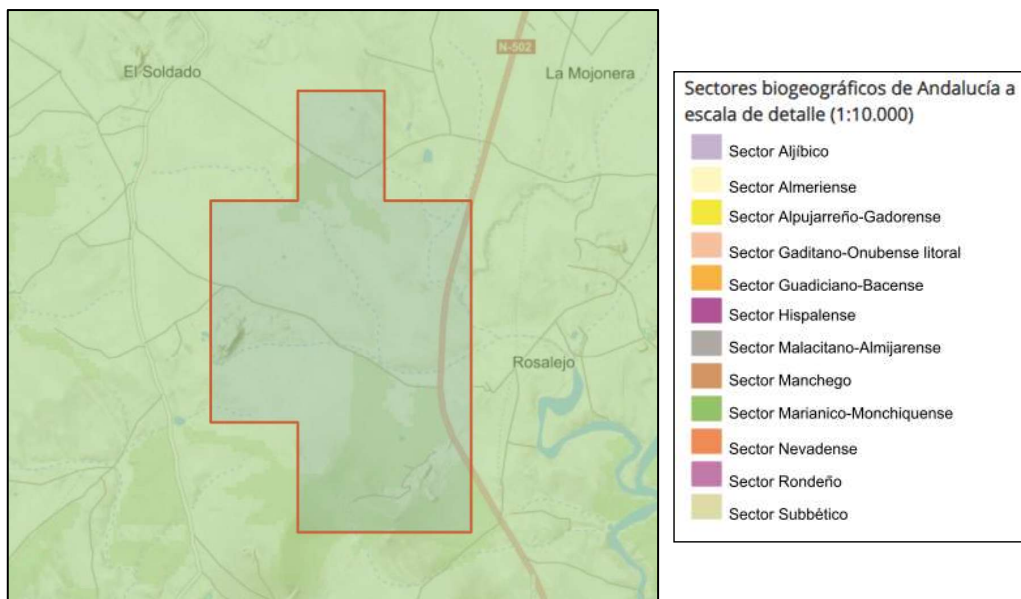 N-502
El Soldado
La Mojonera
Rosalejo
Sectores biogeográficos de Andalucía a
escala de detalle (1:10.000)
Sector Aljíbico
Sector Almeriense
Sector Alpujarreño-Gadorense
Sector Gaditano-Onubense litoral
Sector Guadiciano-Bacense
Sector Hispalense
Sector Malacitano-Almijarense
Sector Manchego
Sector Marianico-Monchiquense
Sector Nevadense
Sector Rondeño
Sector Subbético